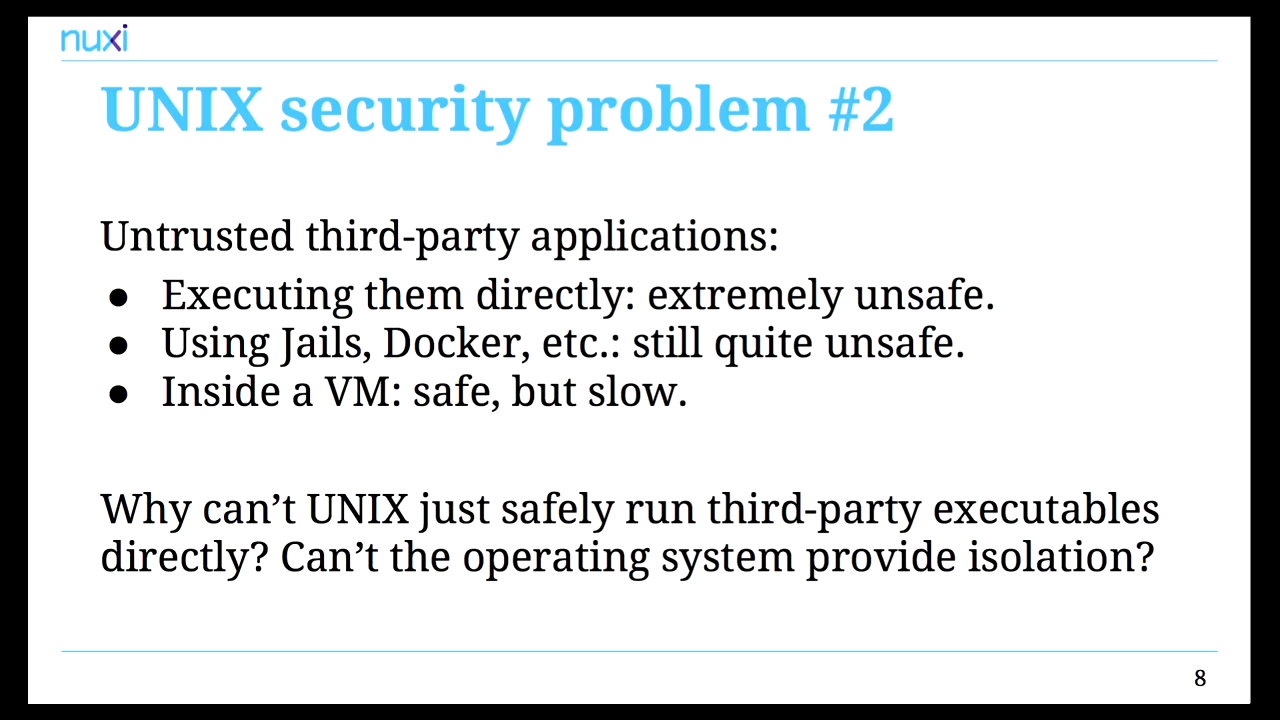 nuxi
UNIX security problem #2
Untrusted third-party applications:
● Executing them directly: extremely unsafe.
● Using Jails, Docker, etc.: still quite unsafe.
● Inside a VM: safe, but slow.
Why can’t UNIX just safely run third-party executables
directly? Can’t the operating system provide isolation?
8